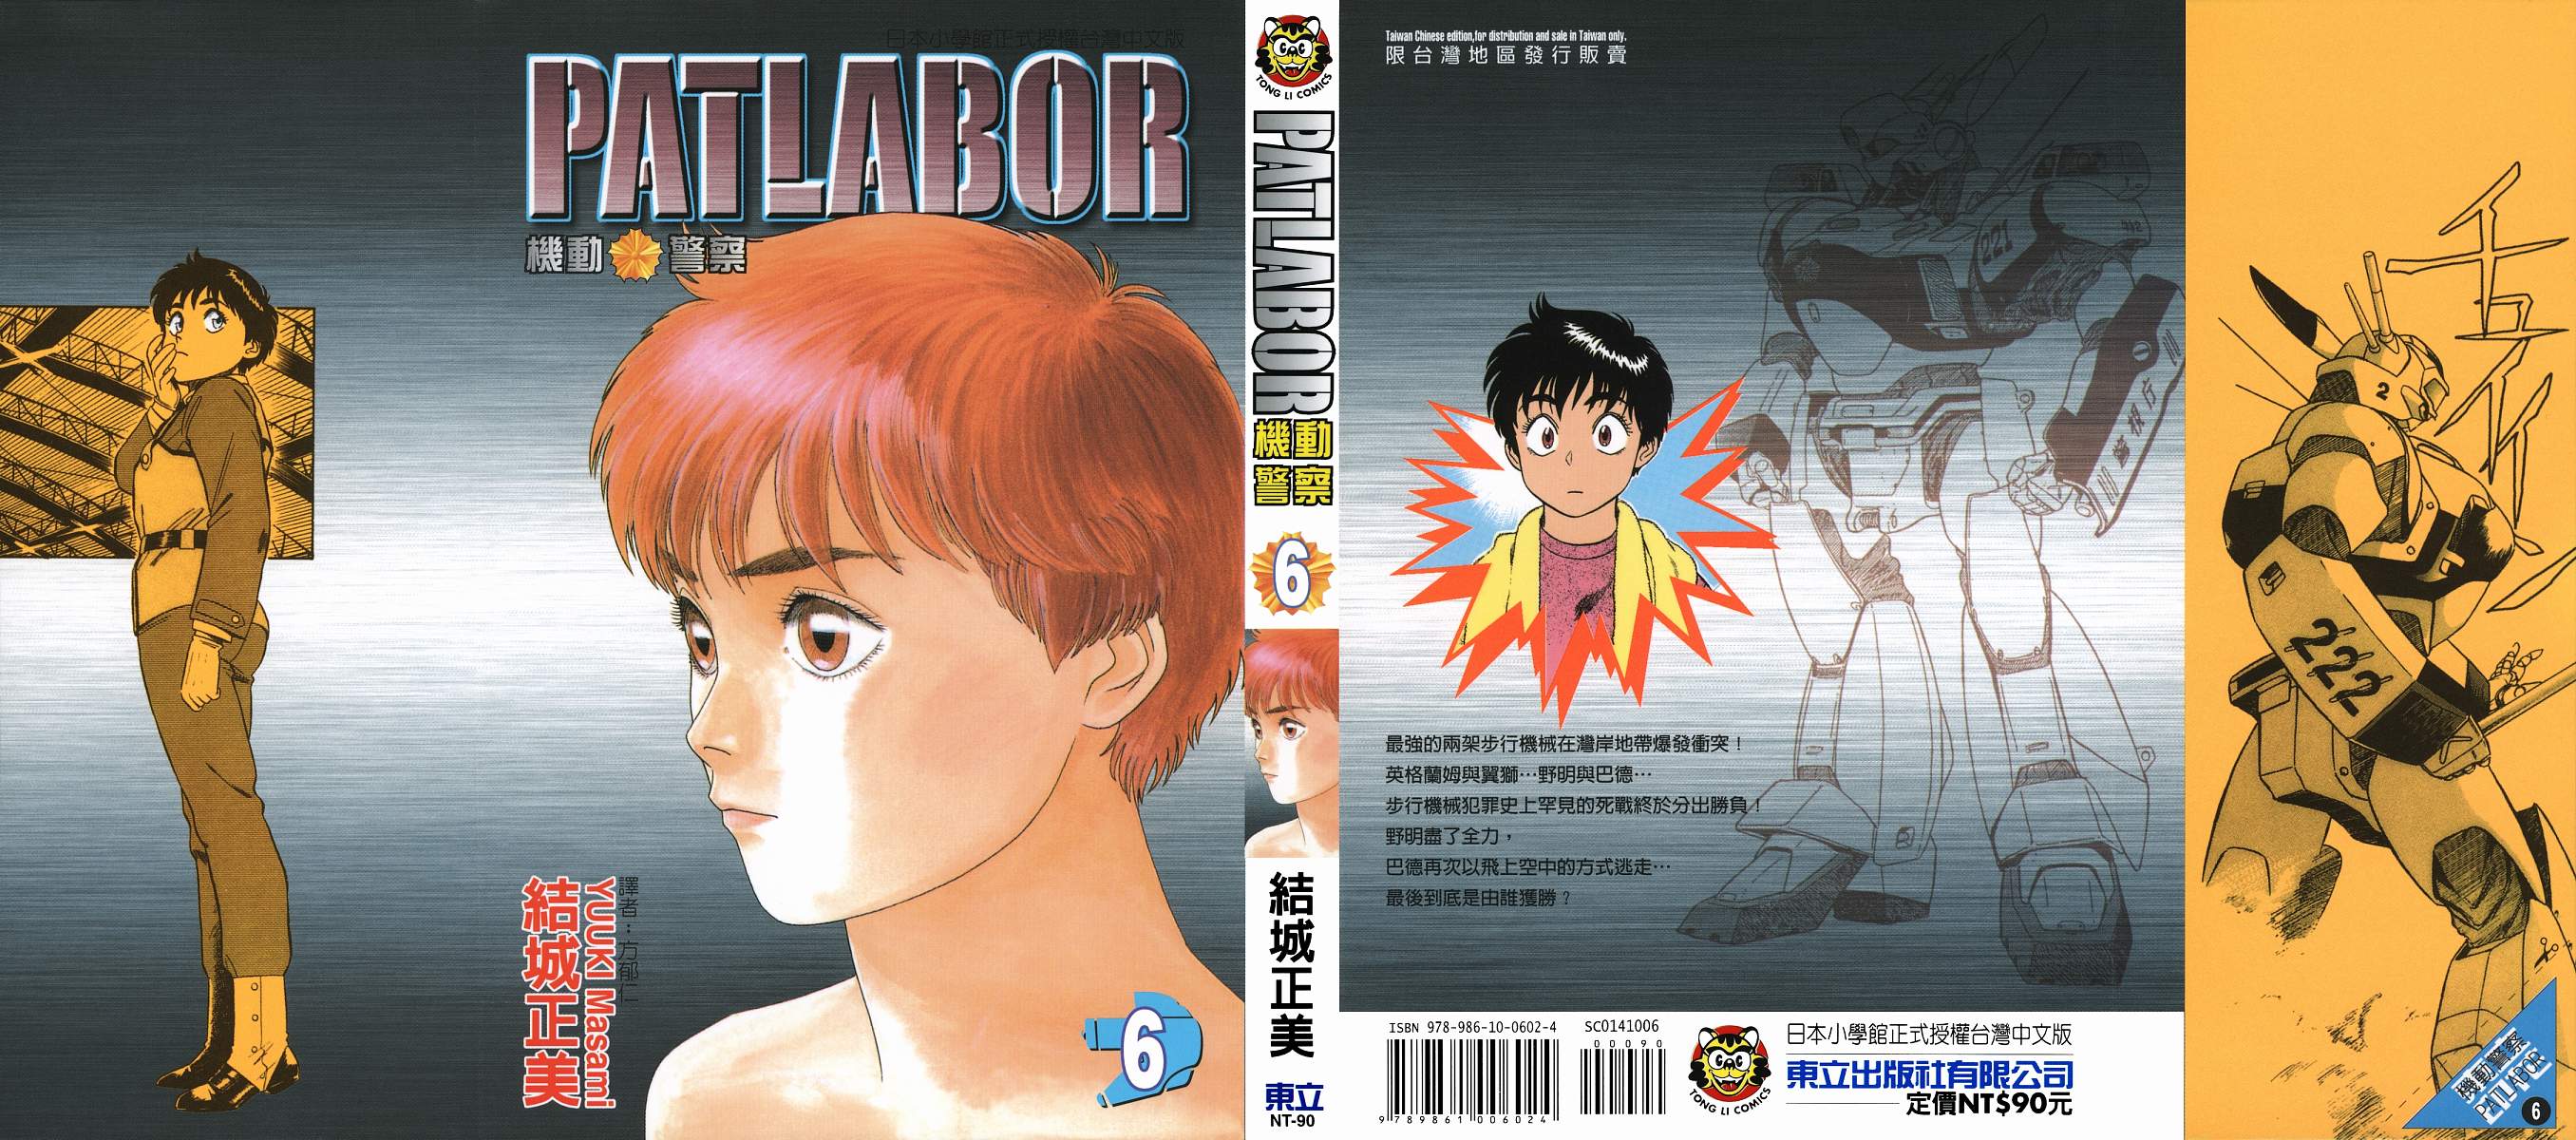 日本小學館正式授權台灣中文版
PATLABOR
機動警察
譯者：方郁仁
YUUKI Masami
結城正美
6
TONG LI COMICS
PATLABOR
機動
警察
6
結城正美
東立
NT-90
Taiwan Chinese edition,for distribution and sale in Taiwan only.
限台灣地區發行販賣
221
最強的兩架步行機械在灣岸地帶爆發衝突！
英格蘭姆與翼獅…野明與巴德…
步行機械犯罪史上罕見的死戰終於分出勝負！
野明盡了全力，
巴德再次以飛上空中的方式逃走…
最後到底是由誰獲勝？
ISBN 978-986-10-0602-4
SC0141006
00090
9789861006024
TONG LI COMICS
日本小學館正式授權台灣中文版
東立出版社有限公司
定價NT$90元
2
222
機動警察
PATLABOR
6